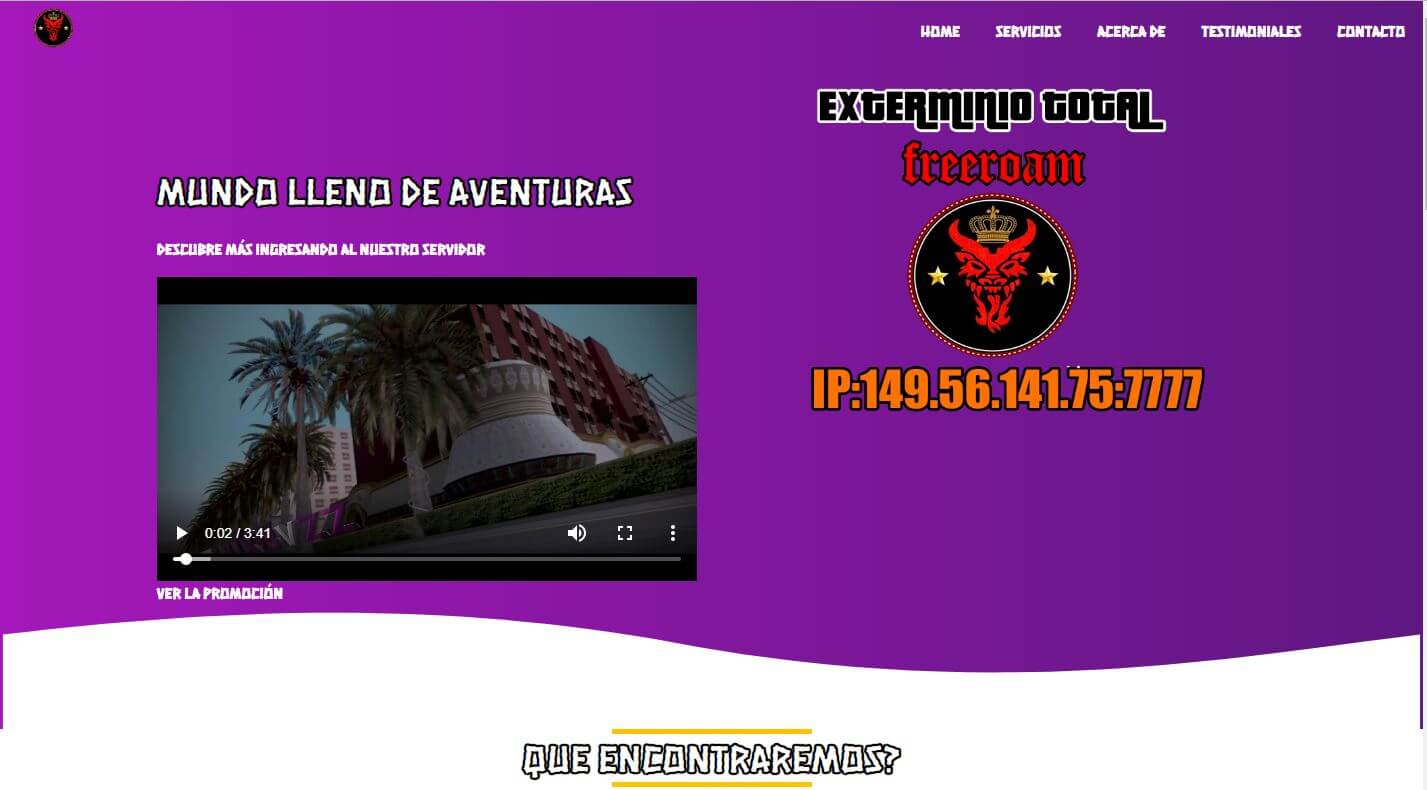 HOME
SERVICIOS
ACERCA DE
TESTIMONIALES
CONTACTO
EXTERMINIO TOTAL
freeroam
IP:149.56.141.75:7777
MUNDO LLENO DE AVENTURAS
DESCUBRE MÁS INGRESANDO AL NUESTRO SERVIDOR
0:02 / 3:41
VER LA PROMOCIÓN
QUE ENCONTRAREMOS?